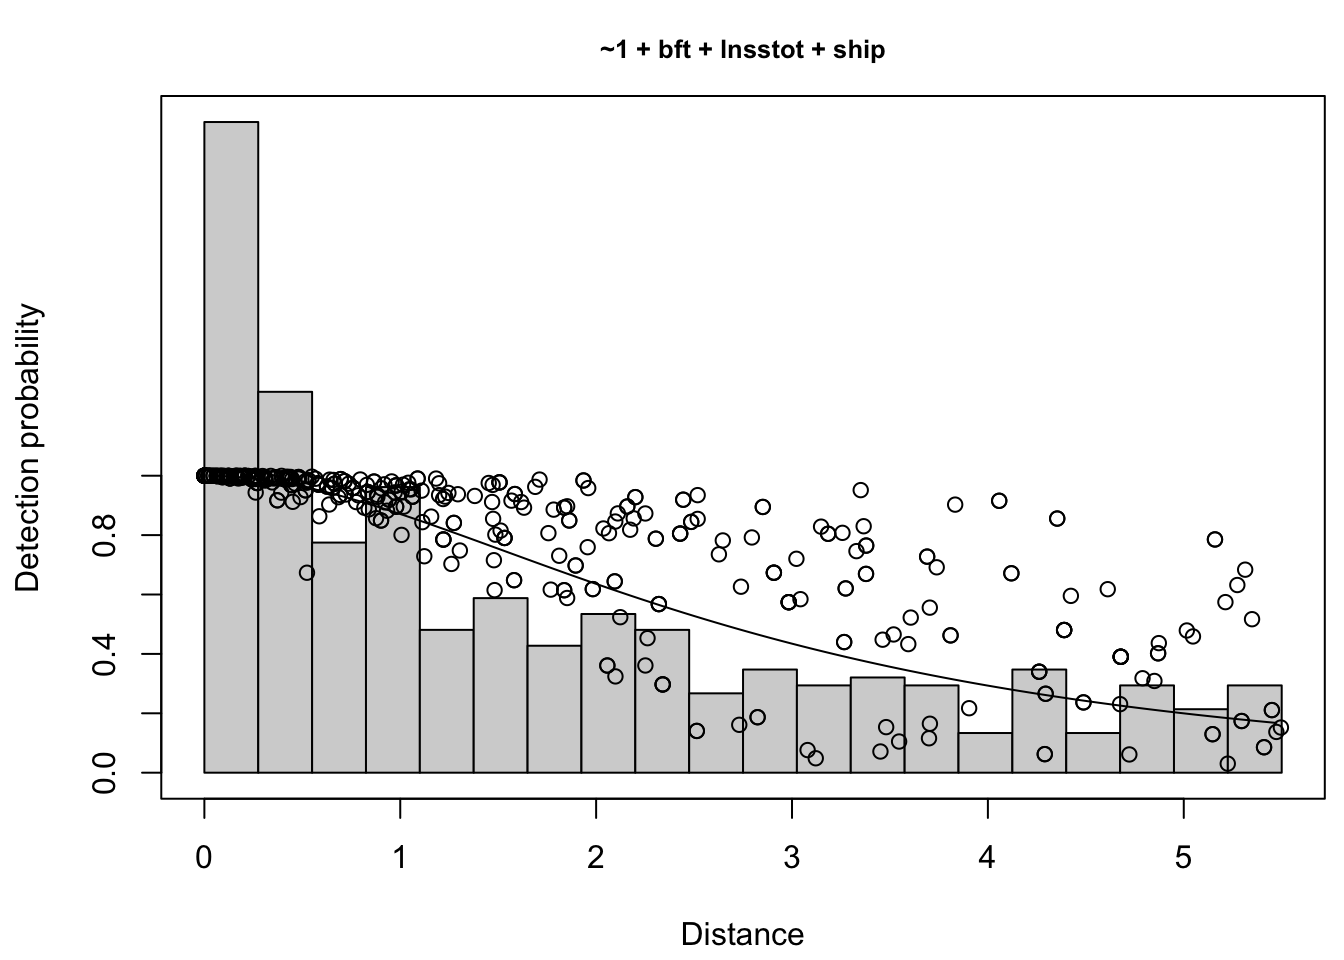 ~1 + bft + lnsstot + ship
Detection probability
0.8
0.4
0.0
0 1 2 3 4 5
Distance